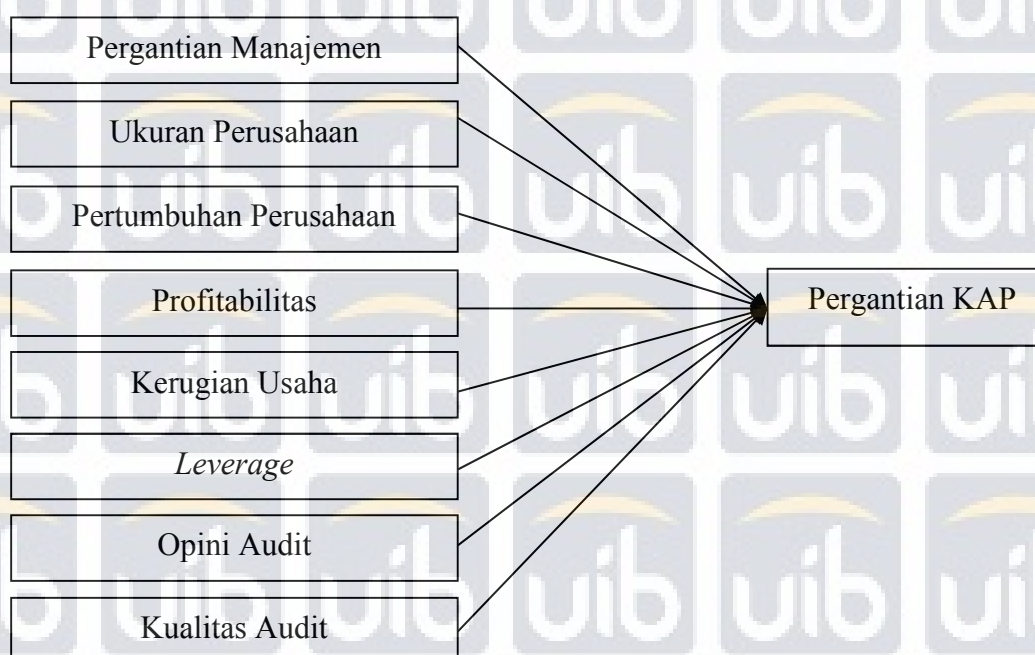 Pergantian Manajemen
Ukuran Perusahaan
Pertumbuhan Perusahaan
Profitabilitas
Pergantian KAP
Kerugian Usaha
Leverage
Opini Audit
Kualitas Audit